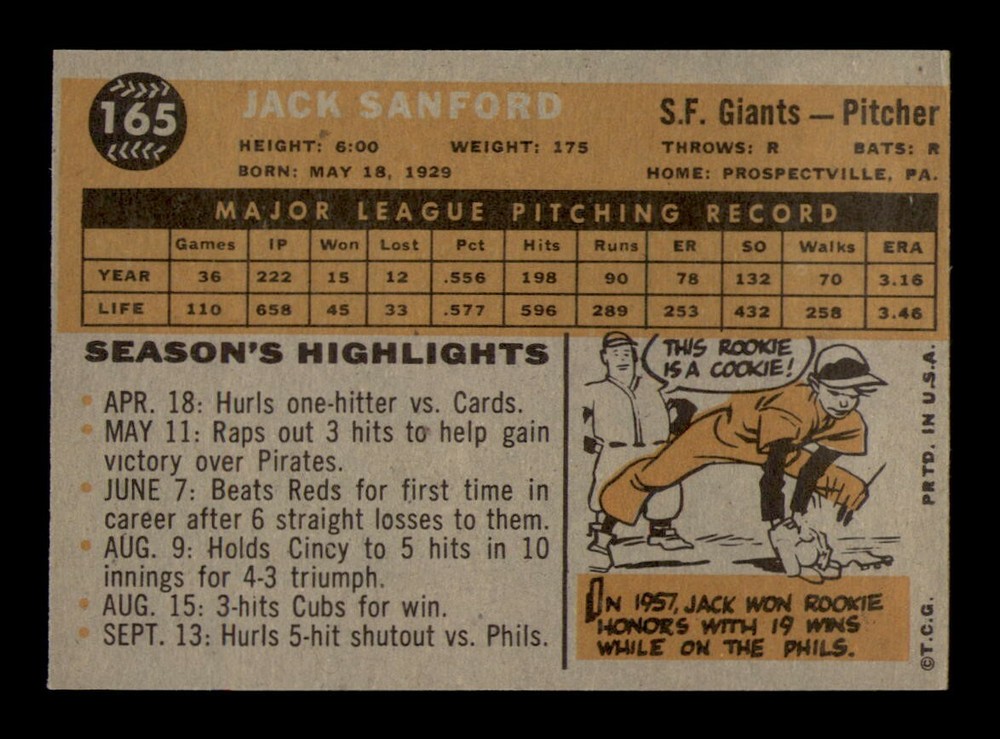 165
JACK SANFORD
S.F. Giants — Pitcher
HEIGHT: 6:00 WEIGHT: 175 THROWS: R BATS: R
BORN: MAY 18, 1929 HOME: PROSPECTVILLE, PA.
MAJOR LEAGUE PITCHING RECORD
Games IP Won Lost Pct Hits Runs ER SO Walks ERA
YEAR 36 222 15 12 .556 198 90 78 132 70 3.16
LIFE 110 658 45 33 .577 596 289 253 432 258 3.46
SEASON'S HIGHLIGHTS
• APR. 18: Hurls one-hitter vs. Cards.
• MAY 11: Raps out 3 hits to help gain
victory over Pirates.
• JUNE 7: Beats Reds for first time in
career after 6 straight losses to them.
• AUG. 9: Holds Cincy to 5 hits in 10
innings for 4-3 triumph.
• AUG. 15: 3-hits Cubs for win.
• SEPT. 13: Hurls 5-hit shutout vs. Phils.
THIS ROOKIE
IS A COOKIE!
IN 1957, JACK WON ROOKIE
HONORS WITH 19 WINS
WHILE ON THE PHILS.
PRTD. IN U.S.A.
©T.C.G.